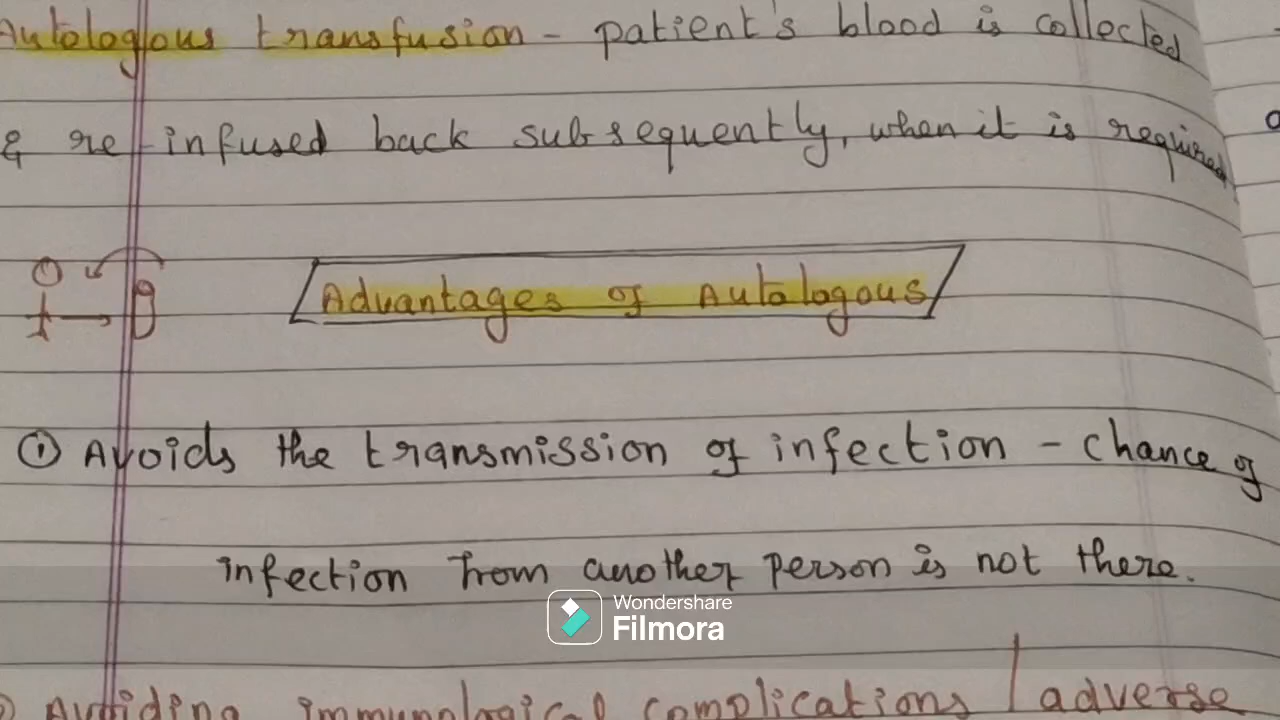 Autologous transfusion - patient's blood is collected
& re-infused back subsequently, when it is required
Advantages of Autologous
① Avoids the transmission of infection - chance of
infection from another person is not there.
Wondershare
Filmora
Avoiding immunological complications / adverse